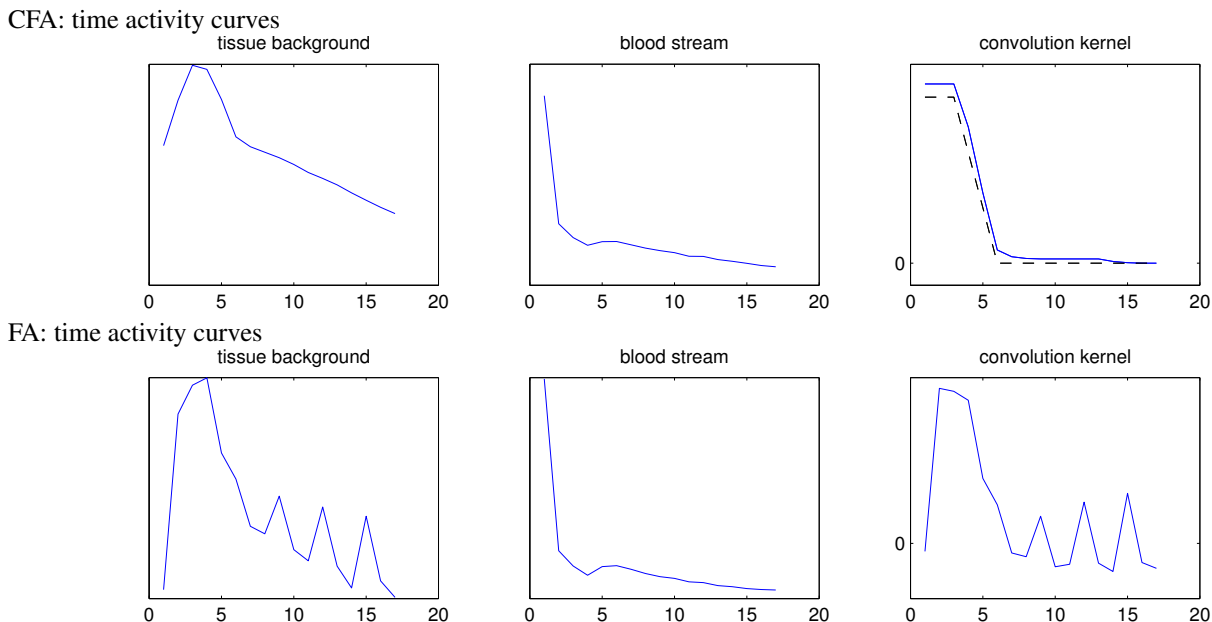 CFA: time activity curves
tissue background
blood stream
convolution kernel
0
0 5 10 15 20
0 5 10 15 20
0 5 10 15 20
FA: time activity curves
tissue background
blood stream
convolution kernel
0
0 5 10 15 20
0 5 10 15 20
0 5 10 15 20